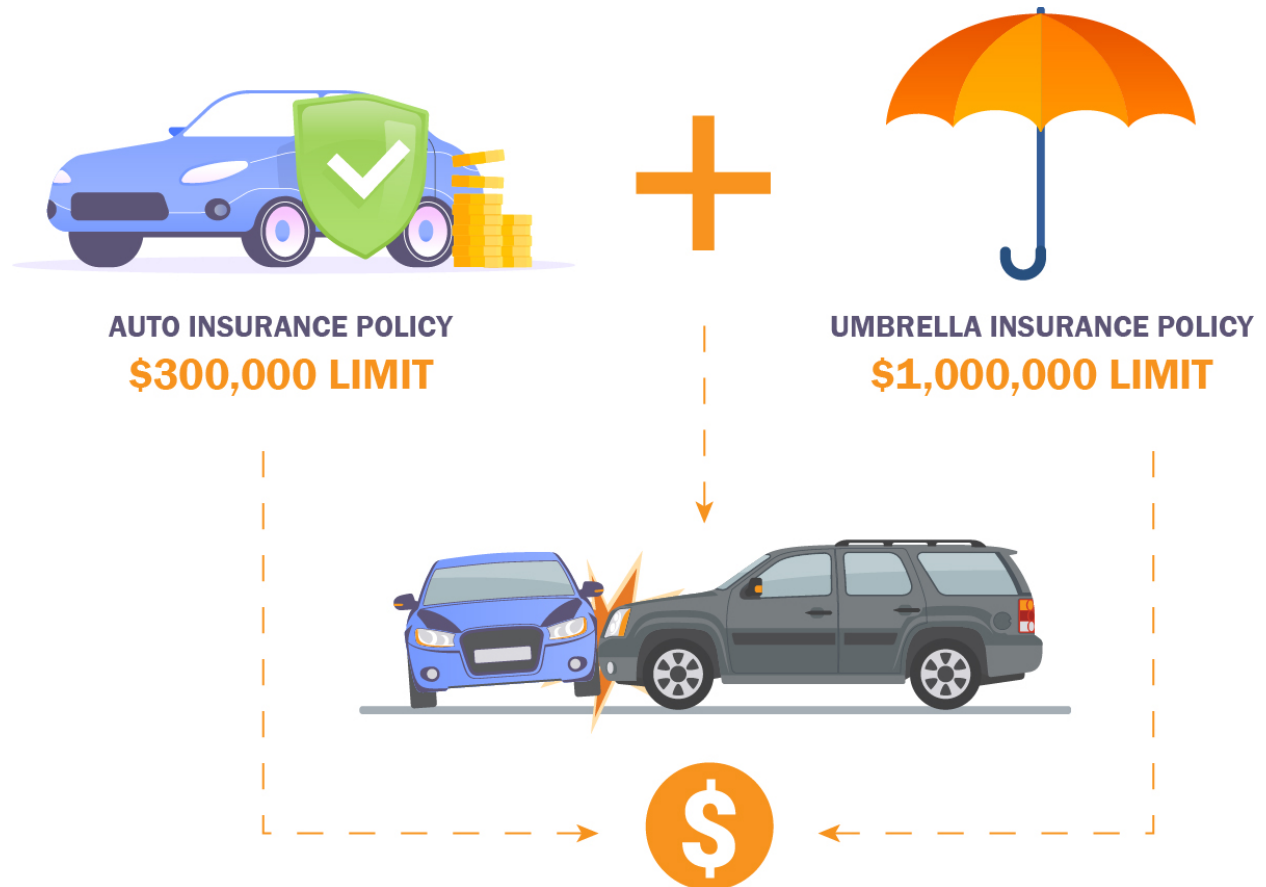 AUTO INSURANCE POLICY
$300,000 LIMIT
UMBRELLA INSURANCE POLICY
$1,000,000 LIMIT
$